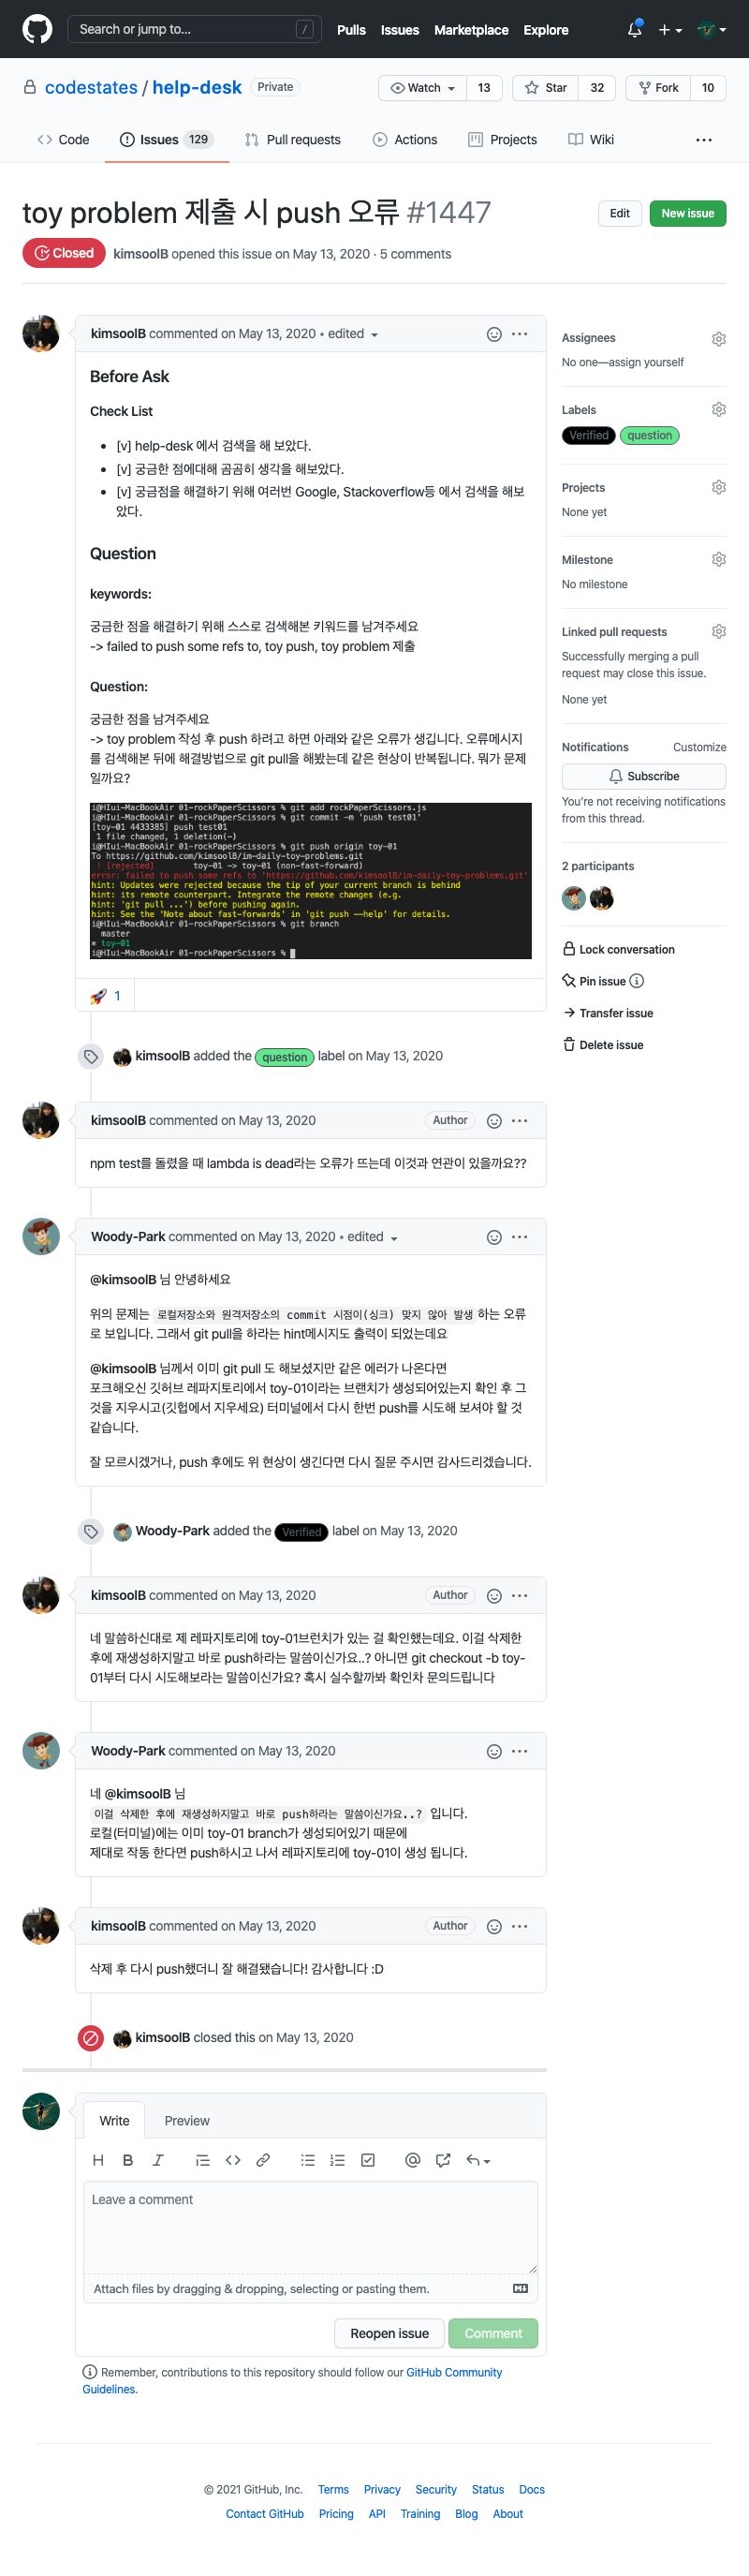 Search or jump to...
/
Pulls Issues Marketplace Explore
codestates / help-desk Private
Watch 13 Star 32 Fork 10
Code Issues 129 Pull requests Actions Projects Wiki
toy problem 제출 시 push 오류 #1447
Edit New issue
Closed kimsoolB opened this issue on May 13, 2020 · 5 comments
kimsoolB commented on May 13, 2020 • edited
Before Ask
Check List
• [v] help-desk 에서 검색을 해 보았다.
• [v] 궁금한 점에대해 곰곰히 생각을 해보았다.
• [v] 궁금점을 해결하기 위해 여러번 Google, Stackoverflow등 에서 검색을 해보
았다.
Question
keywords:
궁금한 점을 해결하기 위해 스스로 검색해본 키워드를 남겨주세요
-> failed to push some refs to, toy push, toy problem 제출
Question:
궁금한 점을 남겨주세요
-> toy problem 작성 후 push 하려고 하면 아래와 같은 오류가 생깁니다. 오류메시지
를 검색해본 뒤에 해결방법으로 git pull을 해봤는데 같은 현상이 반복됩니다. 뭐가 문제
일까요?
i@HIui-MacBookAir 01-rockPaperScissors % git add rockPaperScissors.js
i@HIui-MacBookAir 01-rockPaperScissors % git commit -m 'push test01'
[toy-01 4433385] push test01
1 file changed, 1 deletion(-)
i@HIui-MacBookAir 01-rockPaperScissors % git push origin toy-01
To https://github.com/kimsoolB/im-daily-toy-problems.git
! [rejected] toy-01 -> toy-01 (non-fast-forward)
error: failed to push some refs to 'https://github.com/kimsoolB/im-daily-toy-problems.git'
hint: Updates were rejected because the tip of your current branch is behind
hint: its remote counterpart. Integrate the remote changes (e.g.
hint: 'git pull ...') before pushing again.
hint: See the 'Note about fast-forwards' in 'git push --help' for details.
i@HIui-MacBookAir 01-rockPaperScissors % git branch
master
* toy-01
i@HIui-MacBookAir 01-rockPaperScissors %
🚀 1
kimsoolB added the question label on May 13, 2020
kimsoolB commented on May 13, 2020 Author
npm test를 돌렸을 때 lambda is dead라는 오류가 뜨는데 이것과 연관이 있을까요??
Woody-Park commented on May 13, 2020 • edited
@kimsoolB 님 안녕하세요
위의 문제는 로컬저장소와 원격저장소의 commit 시점이(싱크) 맞지 않아 발생 하는 오류
로 보입니다. 그래서 git pull을 하라는 hint메시지도 출력이 되었는데요
@kimsoolB 님께서 이미 git pull 도 해보셨지만 같은 에러가 나온다면
포크해오신 깃허브 레파지토리에서 toy-01이라는 브랜치가 생성되어있는지 확인 후 그
것을 지우시고(깃헙에서 지우세요) 터미널에서 다시 한번 push를 시도해 보셔야 할 것
같습니다.
잘 모르시겠거나, push 후에도 위 현상이 생긴다면 다시 질문 주시면 감사드리겠습니다.
Woody-Park added the Verified label on May 13, 2020
kimsoolB commented on May 13, 2020 Author
네 말씀하신대로 제 레파지토리에 toy-01브런치가 있는 걸 확인했는데요. 이걸 삭제한
후에 재생성하지말고 바로 push하라는 말씀이신가요..? 아니면 git checkout -b toy-
01부터 다시 시도해보라는 말씀이신가요? 혹시 실수할까봐 확인차 문의드립니다
Woody-Park commented on May 13, 2020
네 @kimsoolB 님
이걸 삭제한 후에 재생성하지말고 바로 push하라는 말씀이신가요..? 입니다.
로컬(터미널)에는 이미 toy-01 branch가 생성되어있기 때문에
제대로 작동 한다면 push하시고 나서 레파지토리에 toy-01이 생성 됩니다.
kimsoolB commented on May 13, 2020 Author
삭제 후 다시 push했더니 잘 해결됐습니다! 감사합니다 :D
kimsoolB closed this on May 13, 2020
Write Preview
H B I
Leave a comment
Attach files by dragging & dropping, selecting or pasting them.
Reopen issue Comment
Remember, contributions to this repository should follow our GitHub Community
Guidelines.
Assignees
No one—assign yourself
Labels
Verified question
Projects
None yet
Milestone
No milestone
Linked pull requests
Successfully merging a pull
request may close this issue.
None yet
Notifications Customize
Subscribe
You're not receiving notifications
from this thread.
2 participants
Lock conversation
Pin issue
Transfer issue
Delete issue
© 2021 GitHub, Inc. Terms Privacy Security Status Docs
Contact GitHub Pricing API Training Blog About